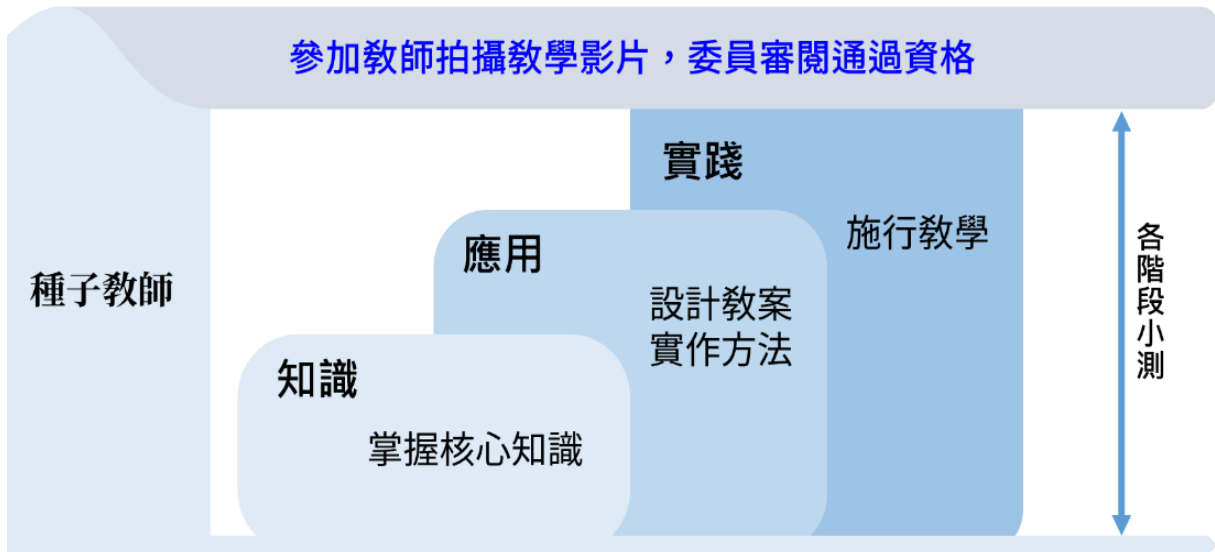 參加教師拍攝教學影片，委員審閱通過資格
種子教師
知識
掌握核心知識
應用
設計教案
實作方法
實踐
施行教學
各階段小測